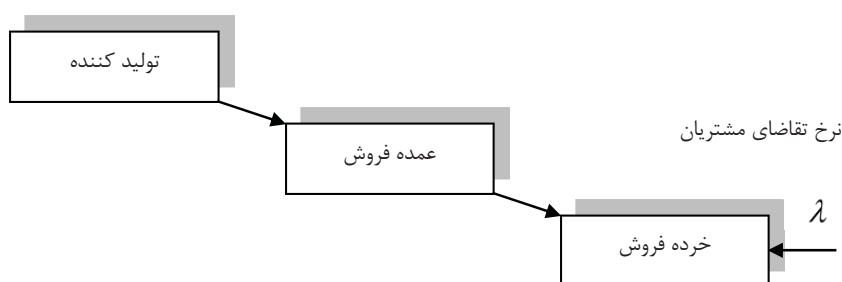 تولید کننده
عمده فروش
نرخ تقاضای مشتریان
λ
خرده فروش